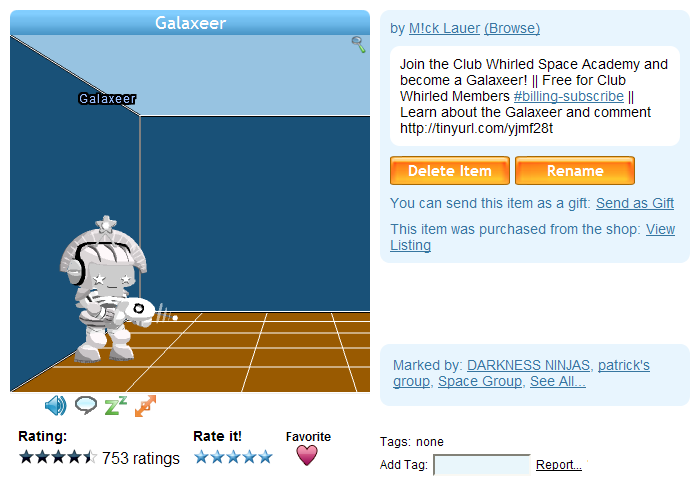 Galaxeer
Galaxeer
by M!ck Lauer (Browse)
Join the Club Whirled Space Academy and
become a Galaxeer! || Free for Club
Whirled Members #billing-subscribe ||
Learn about the Galaxeer and comment
http://tinyurl.com/yjmf28t
Delete Item Rename
You can send this item as a gift: Send as Gift
This item was purchased from the shop: View
Listing
Marked by: DARKNESS NINJAS, patrick's
group, Space Group, See All...
zzz
Rating: Rate it! Favorite
753 ratings
Tags: none
Add Tag: Report...